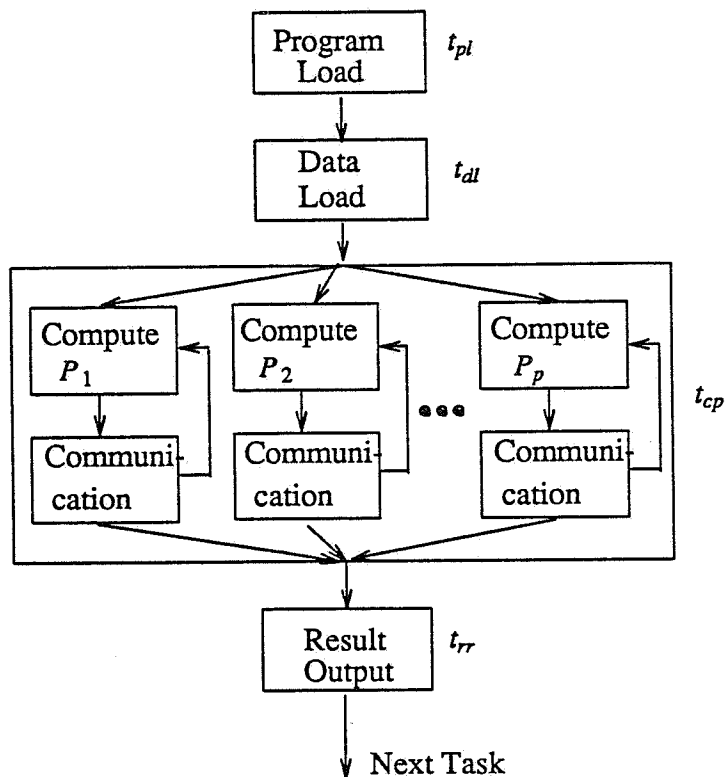 Program
Load
t_pl
Data
Load
t_dl
Compute
P_1
Compute
P_2
Compute
P_p
t_cp
Communi-
cation
Communi-
cation
Communi-
cation
Result
Output
t_rr
Next Task